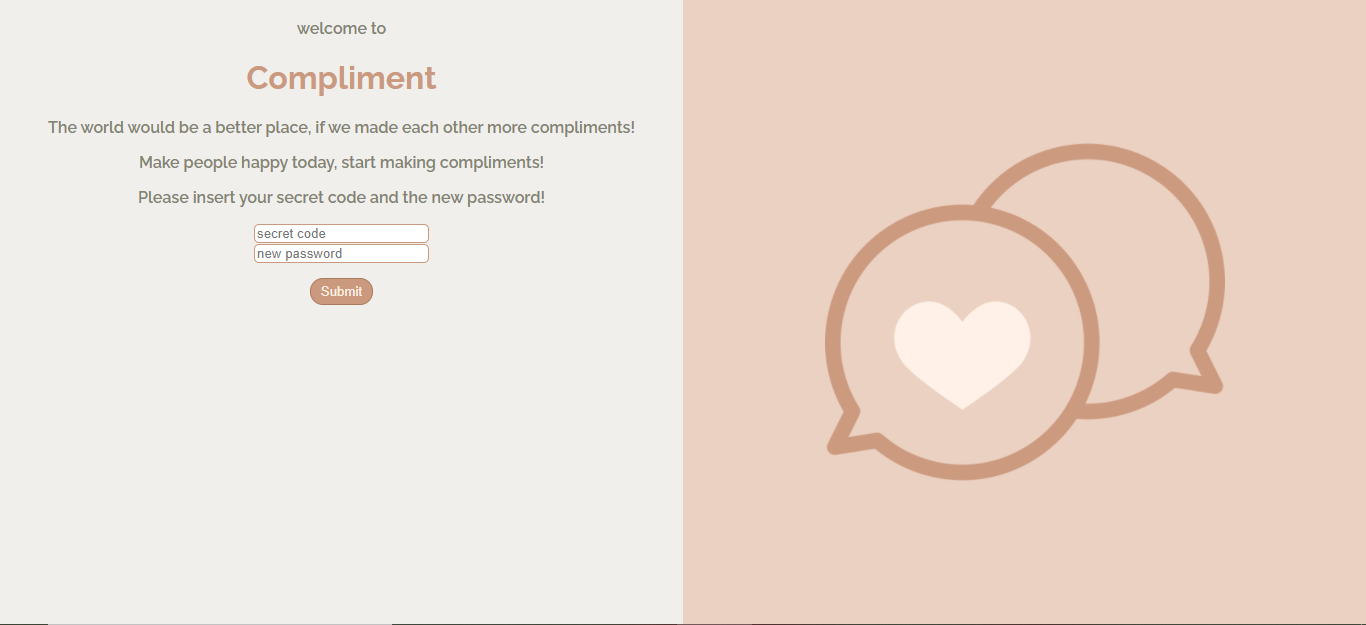 welcome to
Compliment
The world would be a better place, if we made each other more compliments!
Make people happy today, start making compliments!
Please insert your secret code and the new password!
secret code
new password
Submit